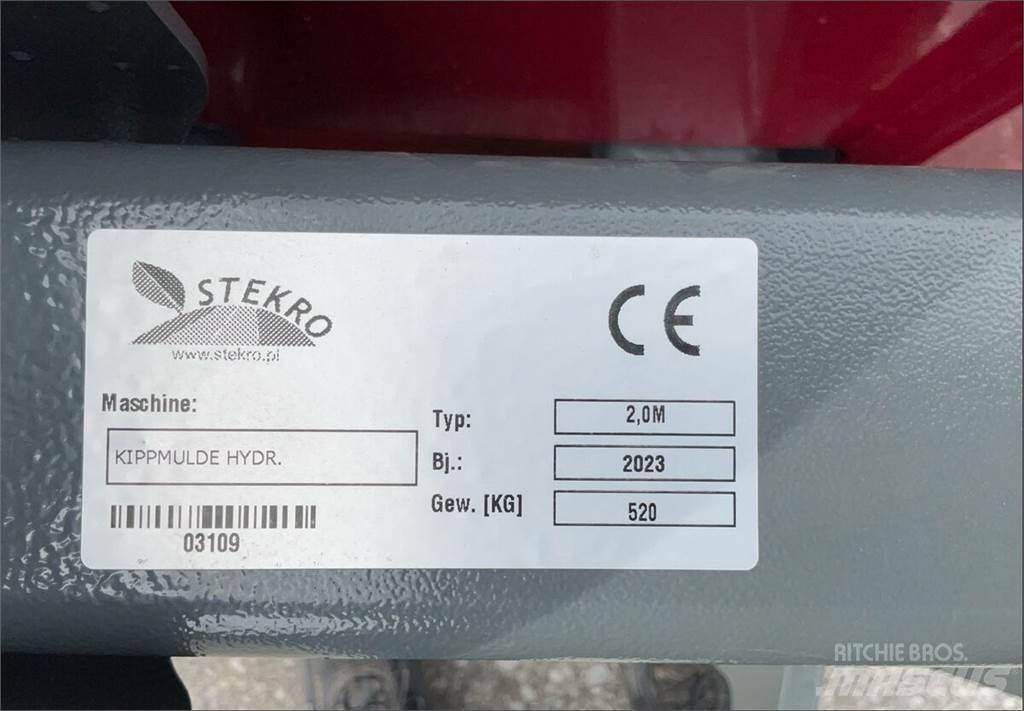 STEKRO
www.stekro.pl
Maschine:
KIPPMULDE HYDR.
03109
CE
Typ: 2,0M
Bj.: 2023
Gew. [KG] 520
RITCHIE BROS.
MASCUS